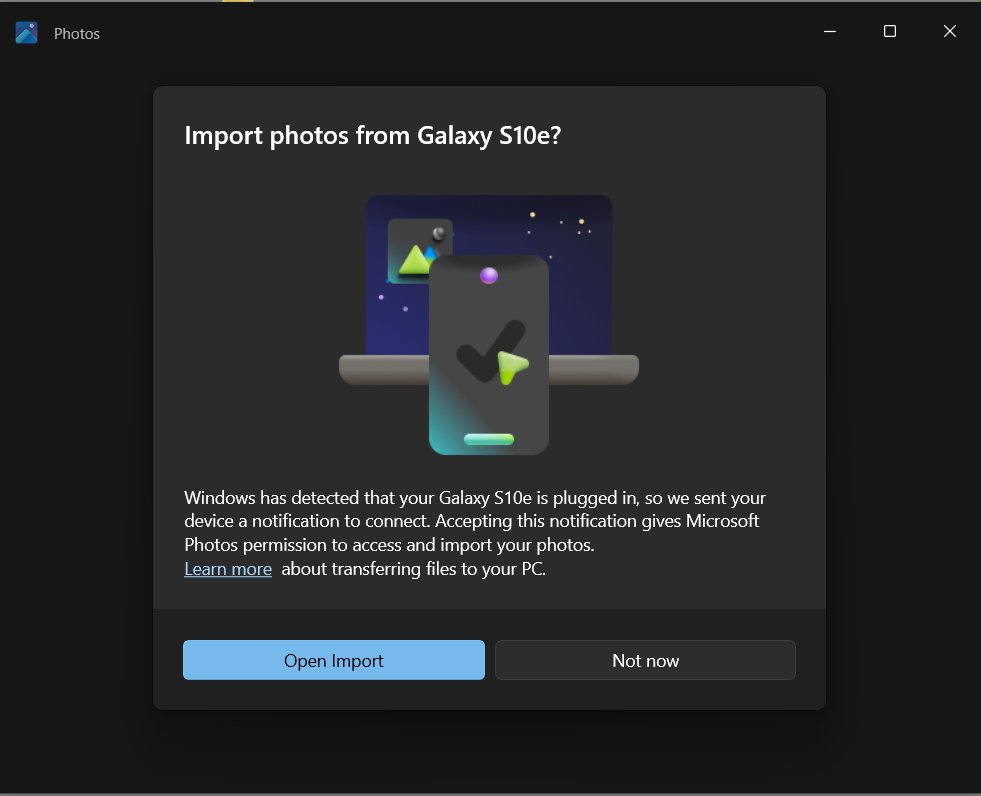 Photos
Import photos from Galaxy S10e?
Windows has detected that your Galaxy S10e is plugged in, so we sent your
device a notification to connect. Accepting this notification gives Microsoft
Photos permission to access and import your photos.
Learn more about transferring files to your PC.
Open Import
Not now